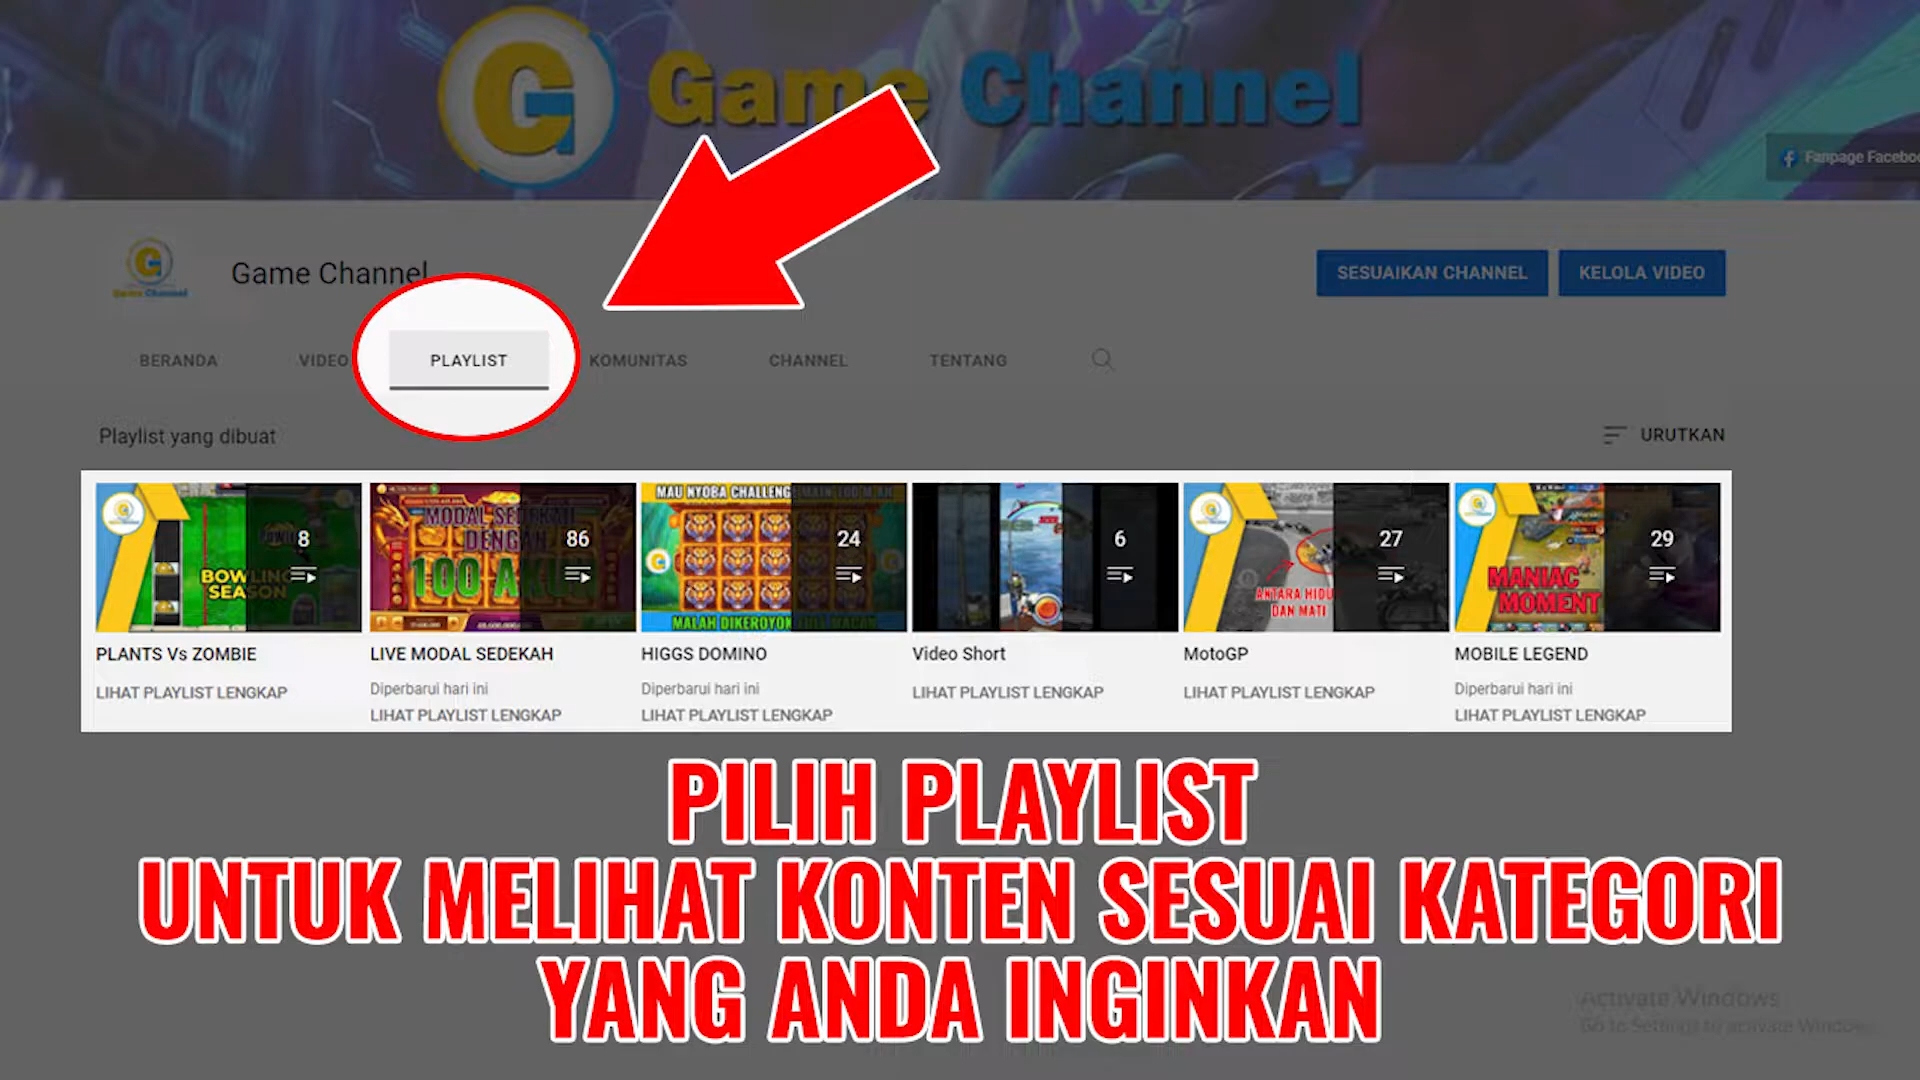 Game Channel
Fanpage
Game Channel
Game Channel
SESUAIKAN CHANNEL
KELOLA VIDEO
BERANDA
VIDEO
PLAYLIST
KOMUNITAS
CHANNEL
TENTANG
Playlist yang dibuat
URUTKAN
BOWLING
SEASON
8
MODAL SEDEKAH
DENGAN
100
86
MAU NYOBA
MALAH DIKEROYOK
24
6
ANTARA
DAN MATI
27
MANIAC
MOMENT
29
PLANTS Vs ZOMBIE
LIHAT PLAYLIST LENGKAP
LIVE MODAL SEDEKAH
Diperbarui hari ini
LIHAT PLAYLIST LENGKAP
HIGGS DOMINO
Diperbarui hari ini
LIHAT PLAYLIST LENGKAP
Video Short
LIHAT PLAYLIST LENGKAP
MotoGP
LIHAT PLAYLIST LENGKAP
MOBILE LEGEND
Diperbarui hari ini
LIHAT PLAYLIST LENGKAP
PILIH PLAYLIST
UNTUK MELIHAT KONTEN SESUAI KATEGORI
YANG ANDA INGINKAN
Activate Windows
Go to Settings to activate Windows.